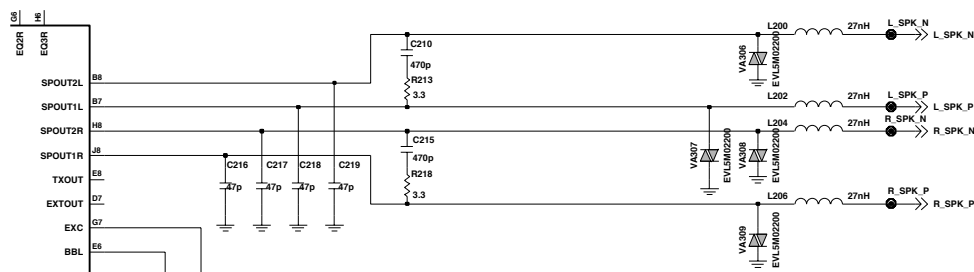 G6
H6
EQ2R
EQ3R
SPOUT2L
B8
SPOUT1L
B7
SPOUT2R
H8
SPOUT1R
J8
TXOUT
E8
EXTOUT
D7
EXC
G7
BBL
E6
C216
47p
C217
47p
C218
47p
C219
47p
C210
470p
R213
3.3
C215
470p
R218
3.3
VA306
EVL5M02200
VA307
EVL5M02200
VA308
EVL5M02200
VA309
EVL5M02200
L200
27nH
L_SPK_N
L_SPK_N
L202
27nH
L_SPK_P
L_SPK_P
L204
27nH
R_SPK_N
R_SPK_N
L206
27nH
R_SPK_P
R_SPK_P